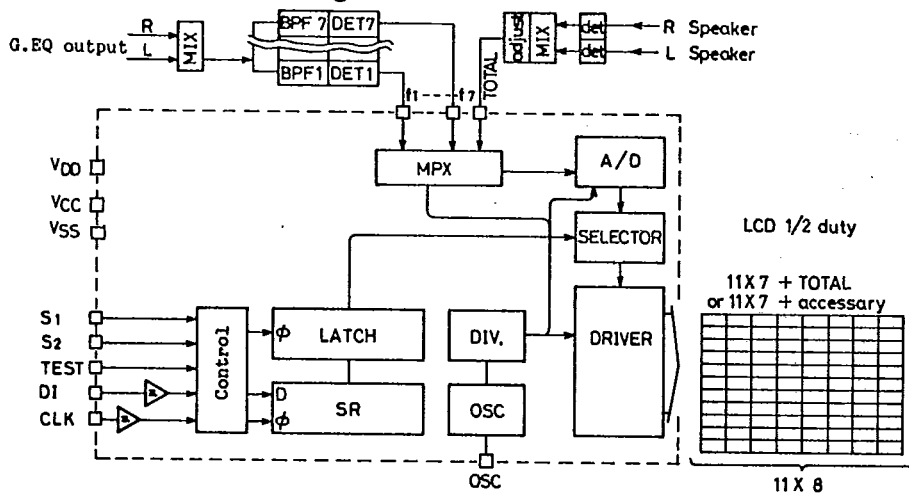 BPF 7 DET7
BPF1 DET1
G.EQ output
R
L
MIX
adjust
MIX
det
det
R Speaker
L Speaker
f1 ---- f7
TOTAL
MPX
A/D
SELECTOR
DRIVER
VDD
VCC
VSS
S1
S2
TEST
DI
CLK
Control
ϕ LATCH
D
ϕ
SR
DIV.
OSC
OSC
LCD 1/2 duty
11X7 + TOTAL
or 11X7 + accessary
11 X 8